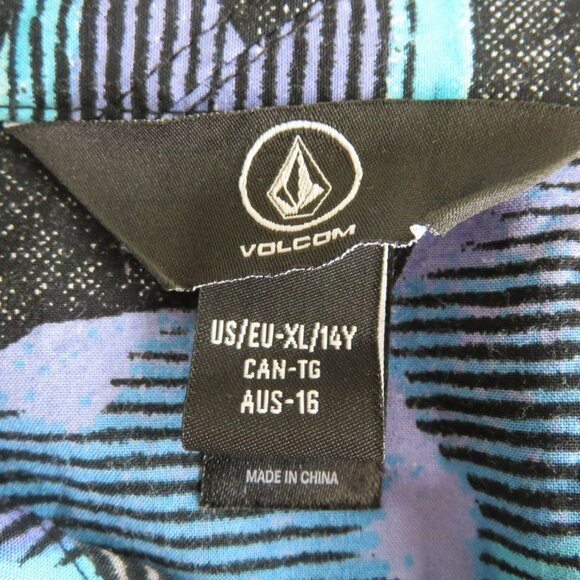 VOLCOM
US/EU-XL/14Y
CAN-TG
AUS-16
MADE IN CHINA